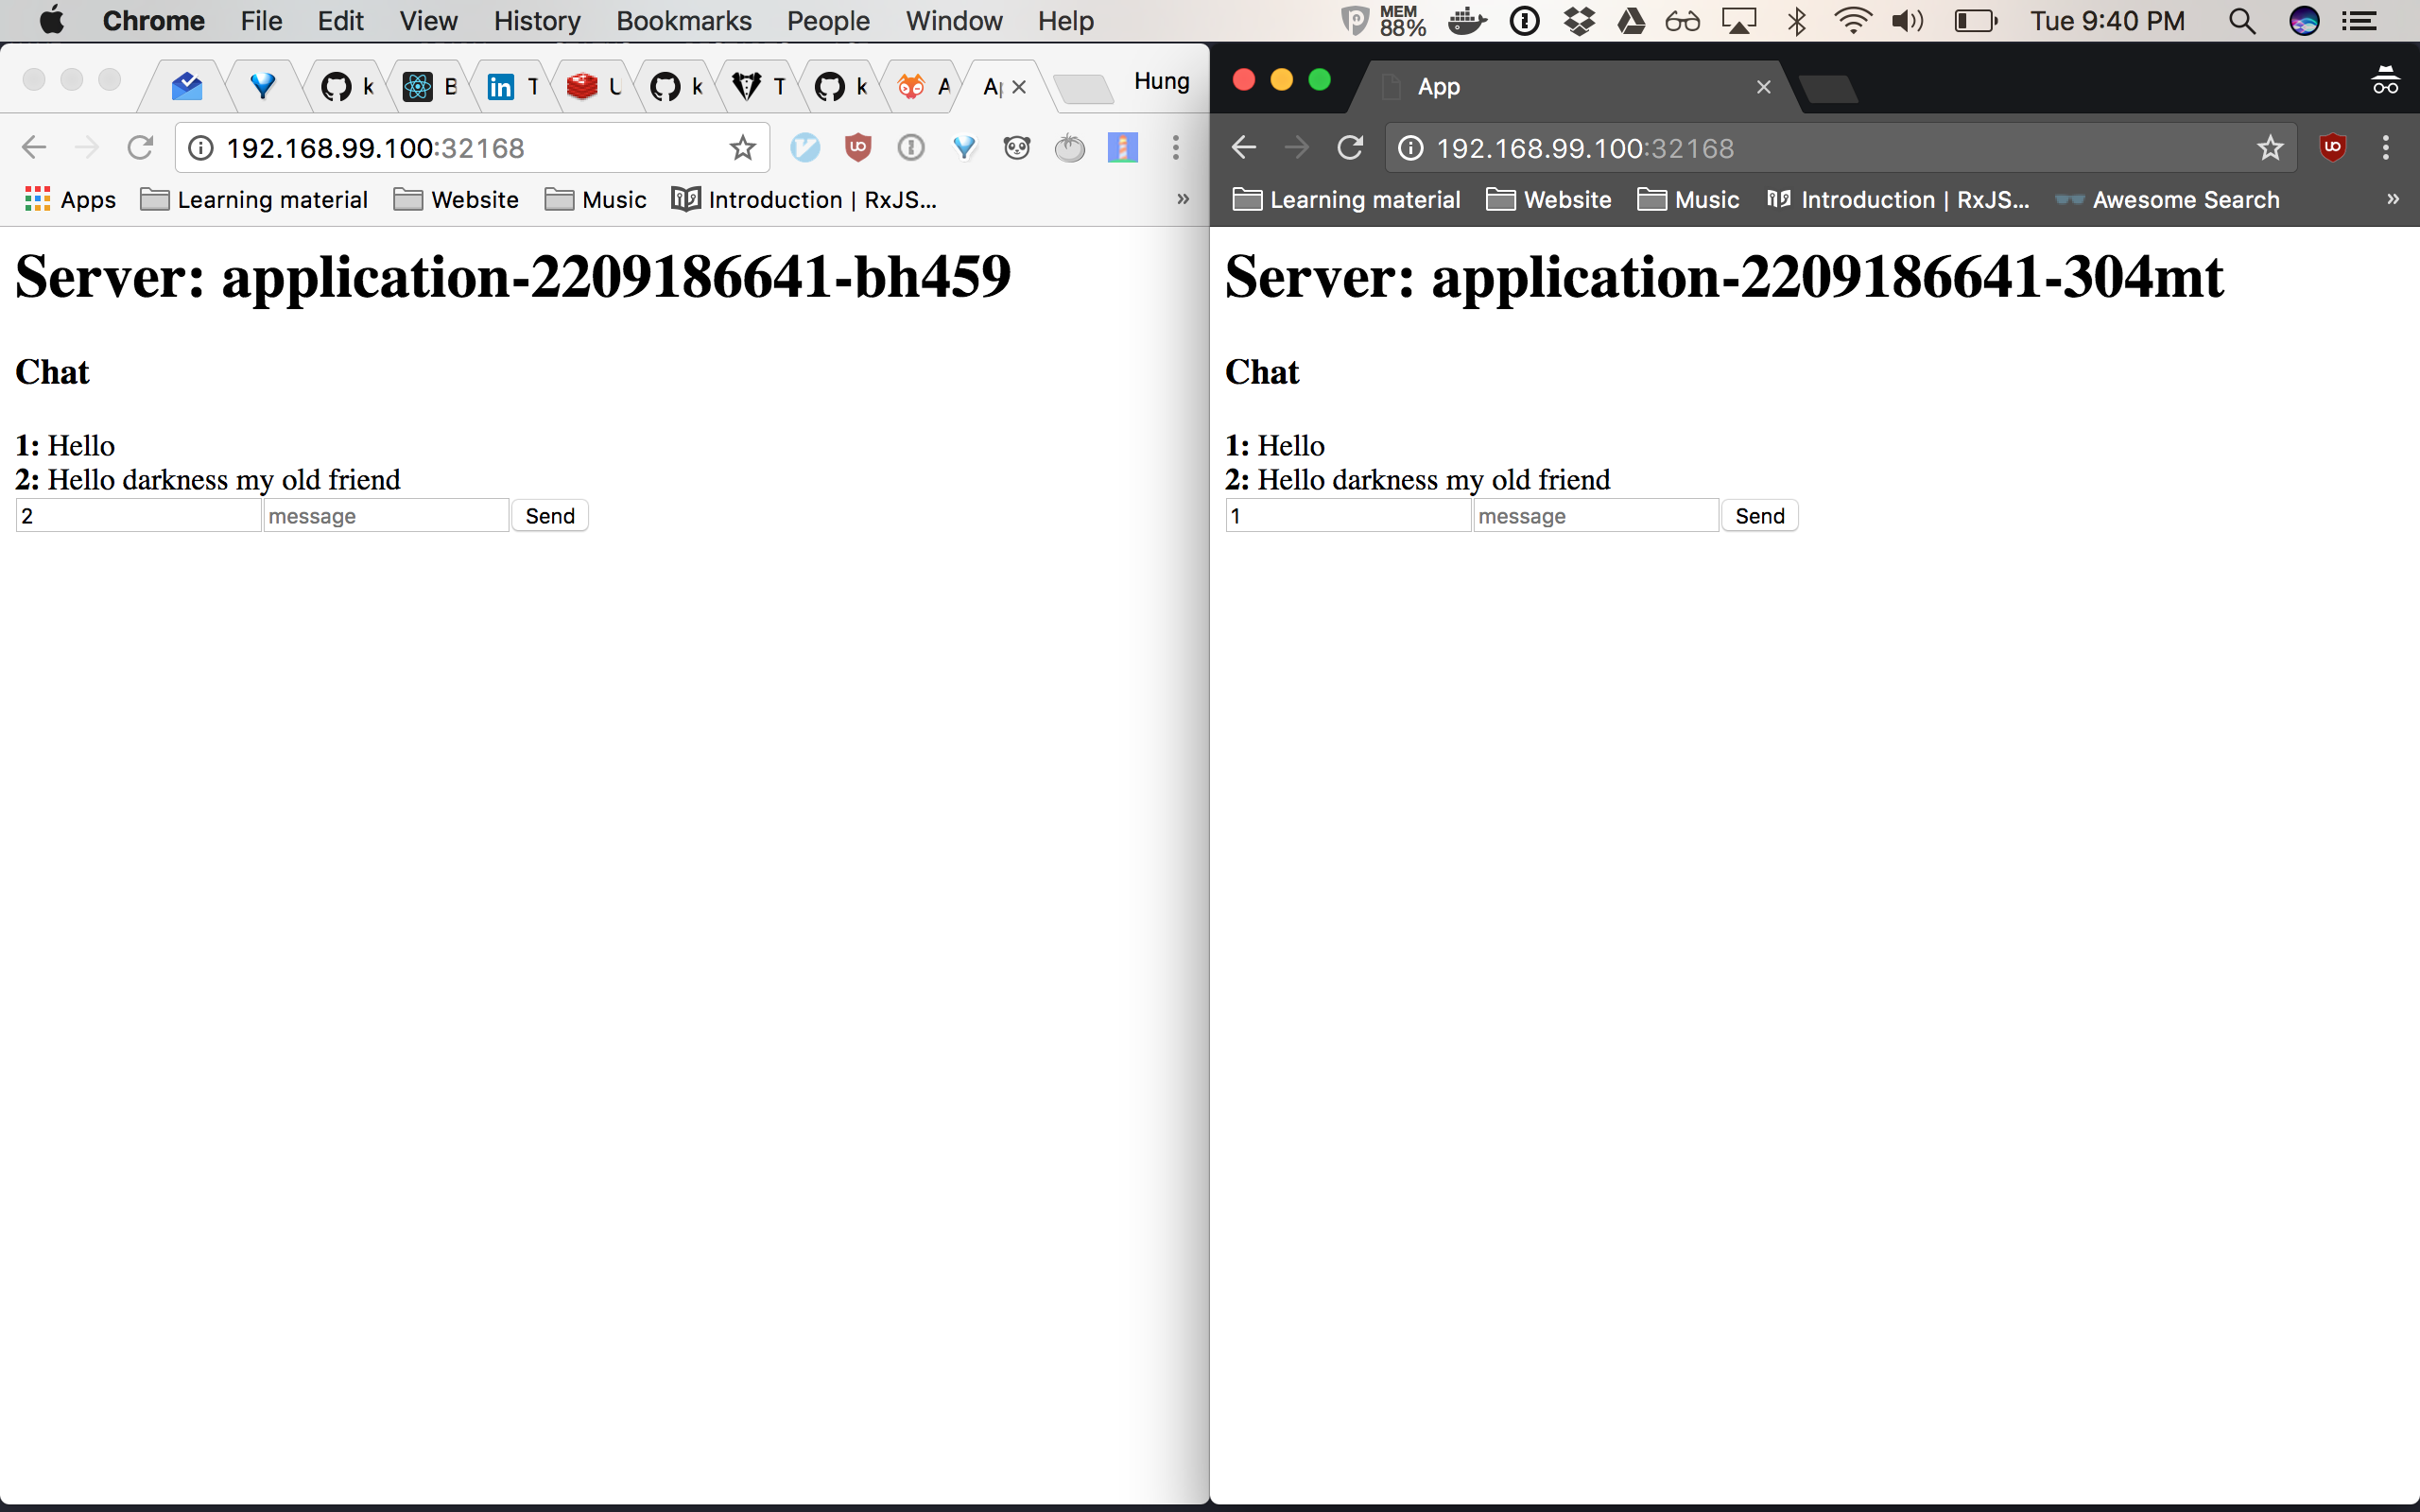 Chrome File Edit View History Bookmarks People Window Help MEM 88% Tue 9:40 PM
k B in T U k T k A Ap Hung
192.168.99.100:32168
Apps Learning material Website Music Introduction | RxJS... »
Server: application-2209186641-bh459
Chat
1: Hello
2: Hello darkness my old friend
2 message Send
App
192.168.99.100:32168
Learning material Website Music Introduction | RxJS... Awesome Search »
Server: application-2209186641-304mt
Chat
1: Hello
2: Hello darkness my old friend
1 message Send